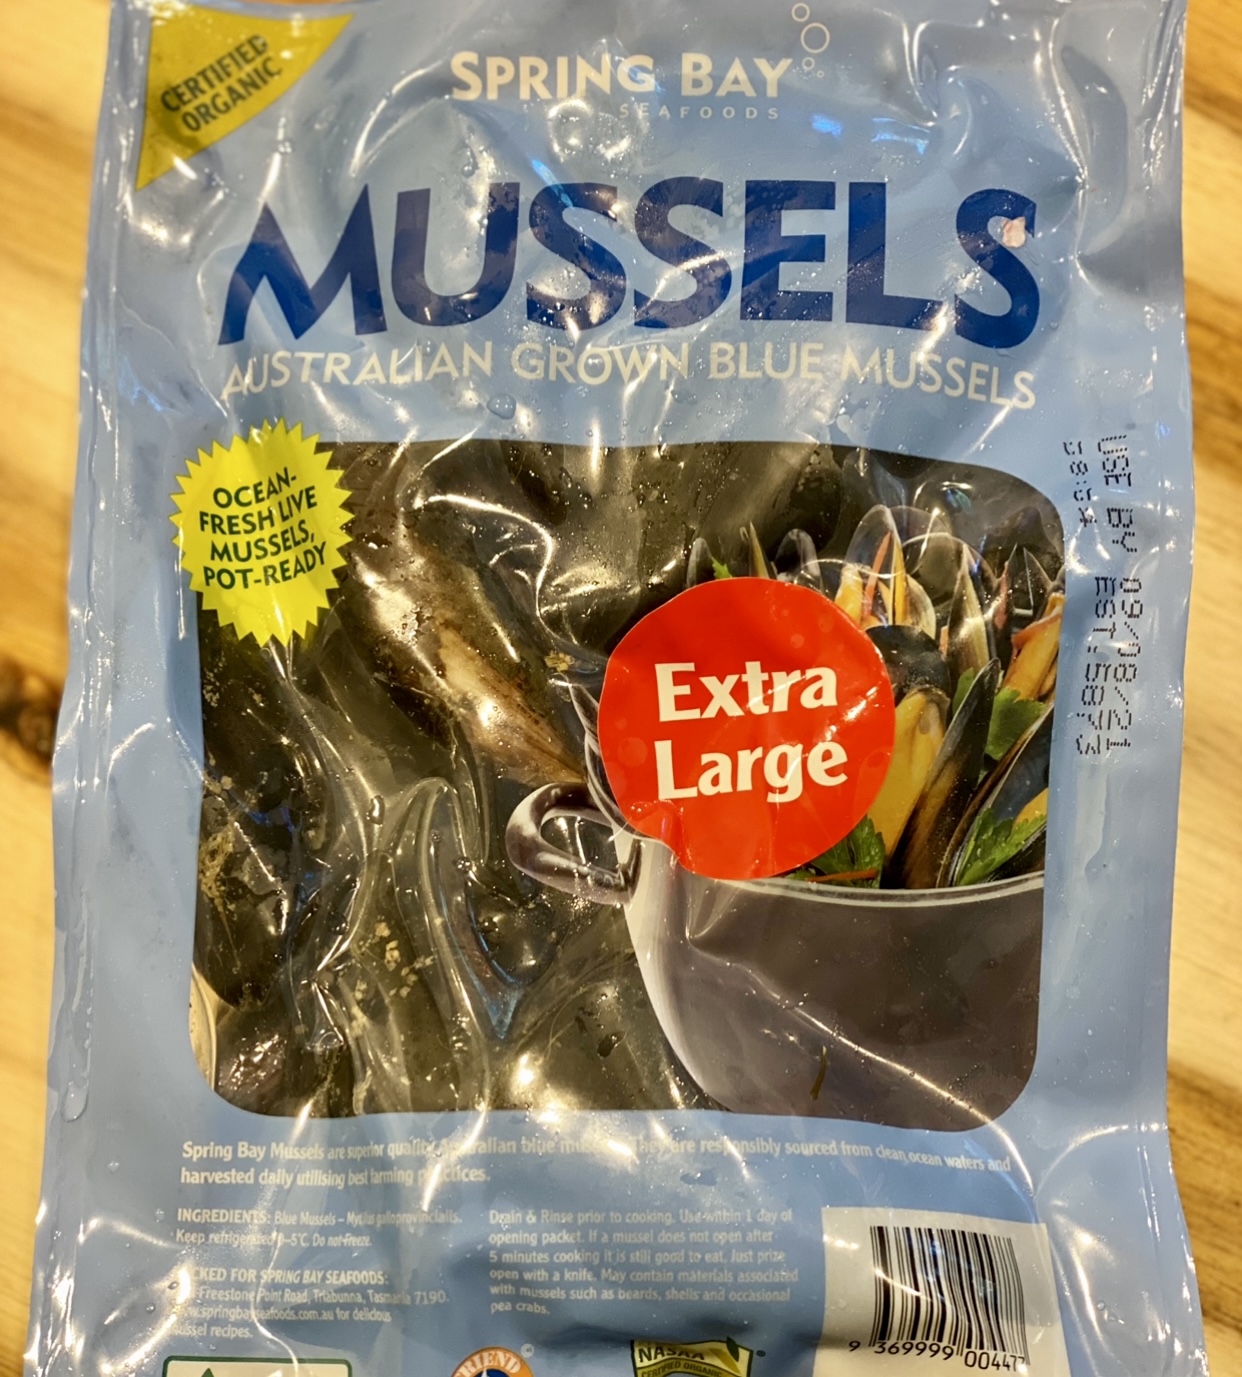 CERTIFIED
ORGANIC
SPRING BAY
SEAFOODS
MUSSELS
AUSTRALIAN GROWN BLUE MUSSELS
OCEAN-
FRESH LIVE
MUSSELS,
POT-READY
Extra
Large
USE BY 09/08/21
Spring Bay Mussels are superior quality Australian blue They are responsibly sourced from clean ocean waters and
harvested daily utilising best farming practices.
INGREDIENTS: Blue Mussels – Mytilus galloprovincialis.
Keep refrigerated 0–5°C. Do not freeze.
CKED FOR SPRING BAY SEAFOODS:
Freestone Point Road, Triabunna, Tasmania 7190.
www.springbayseafoods.com.au for delicious
mussel recipes.
Drain & Rinse prior to cooking. Use within 1 day of
opening packet. If a mussel does not open after
5 minutes cooking it is still good to eat. Just prize
open with a knife. May contain materials associated
with mussels such as beards, shells and occasional
pea crabs.
FRIEND
NASAA
CERTIFIED ORGANIC
9 369999 004477